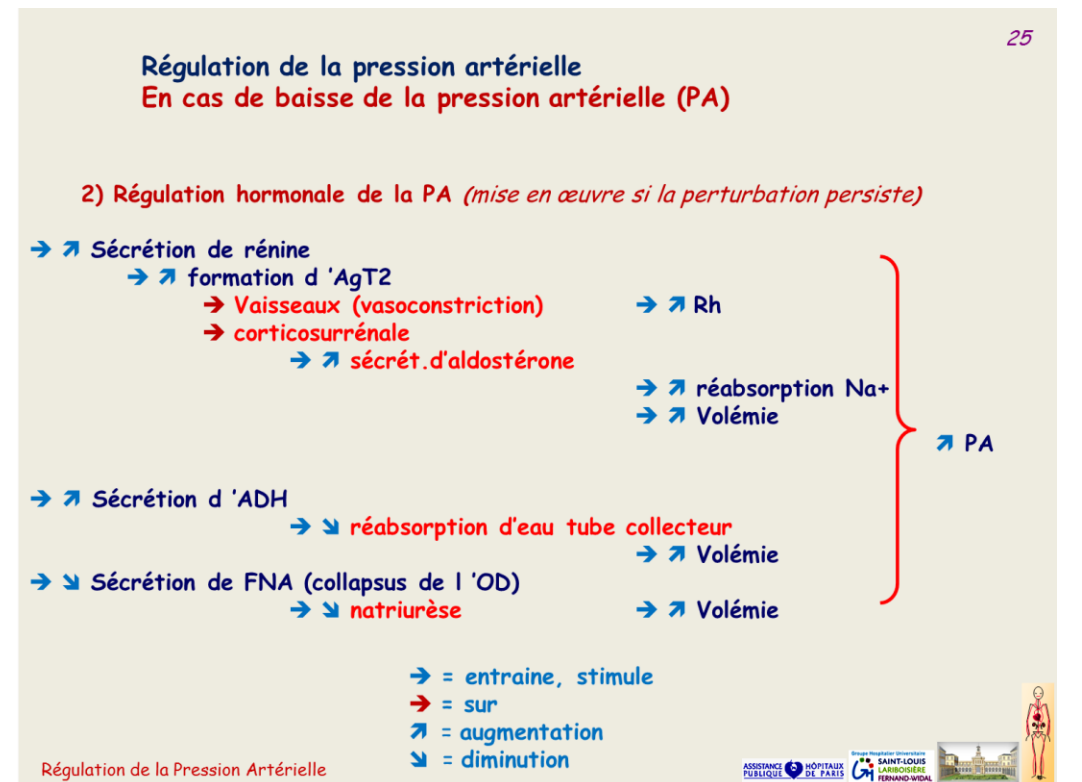 25
Régulation de la pression artérielle
En cas de baisse de la pression artérielle (PA)
2) Régulation hormonale de la PA (mise en œuvre si la perturbation persiste)
➔ ↗ Sécrétion de rénine
➔ ↗ formation d 'AgT2
➔ Vaisseaux (vasoconstriction) ➔ ↗ Rh
➔ corticosurrénale
➔ ↗ sécrét.d'aldostérone
➔ ↗ réabsorption Na+
➔ ↗ Volémie
↗ PA
➔ ↗ Sécrétion d 'ADH
➔ ↘ réabsorption d'eau tube collecteur
➔ ↗ Volémie
➔ ↘ Sécrétion de FNA (collapsus de l 'OD)
➔ ↘ natriurèse ➔ ↗ Volémie
➔ = entraine, stimule
➔ = sur
↗ = augmentation
↘ = diminution
Régulation de la Pression Artérielle
ASSISTANCE PUBLIQUE HÔPITAUX DE PARIS
Groupe Hospitalier Universitaire
SAINT-LOUIS
LARIBOISIÈRE
FERNAND-WIDAL